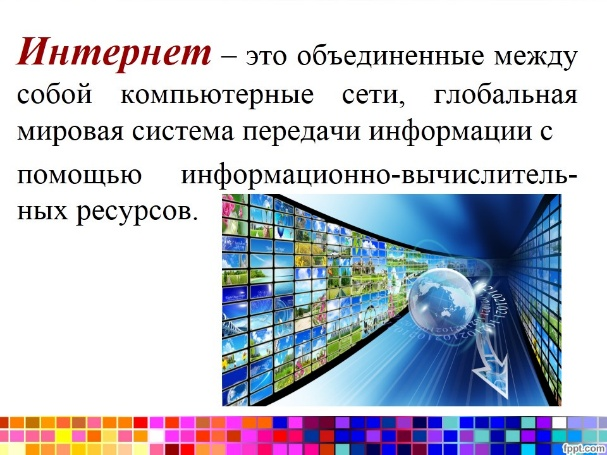 Интернет – это объединенные между
собой компьютерные сети, глобальная
мировая система передачи информации с
помощью информационно-вычислитель-
ных ресурсов.
fppt.com